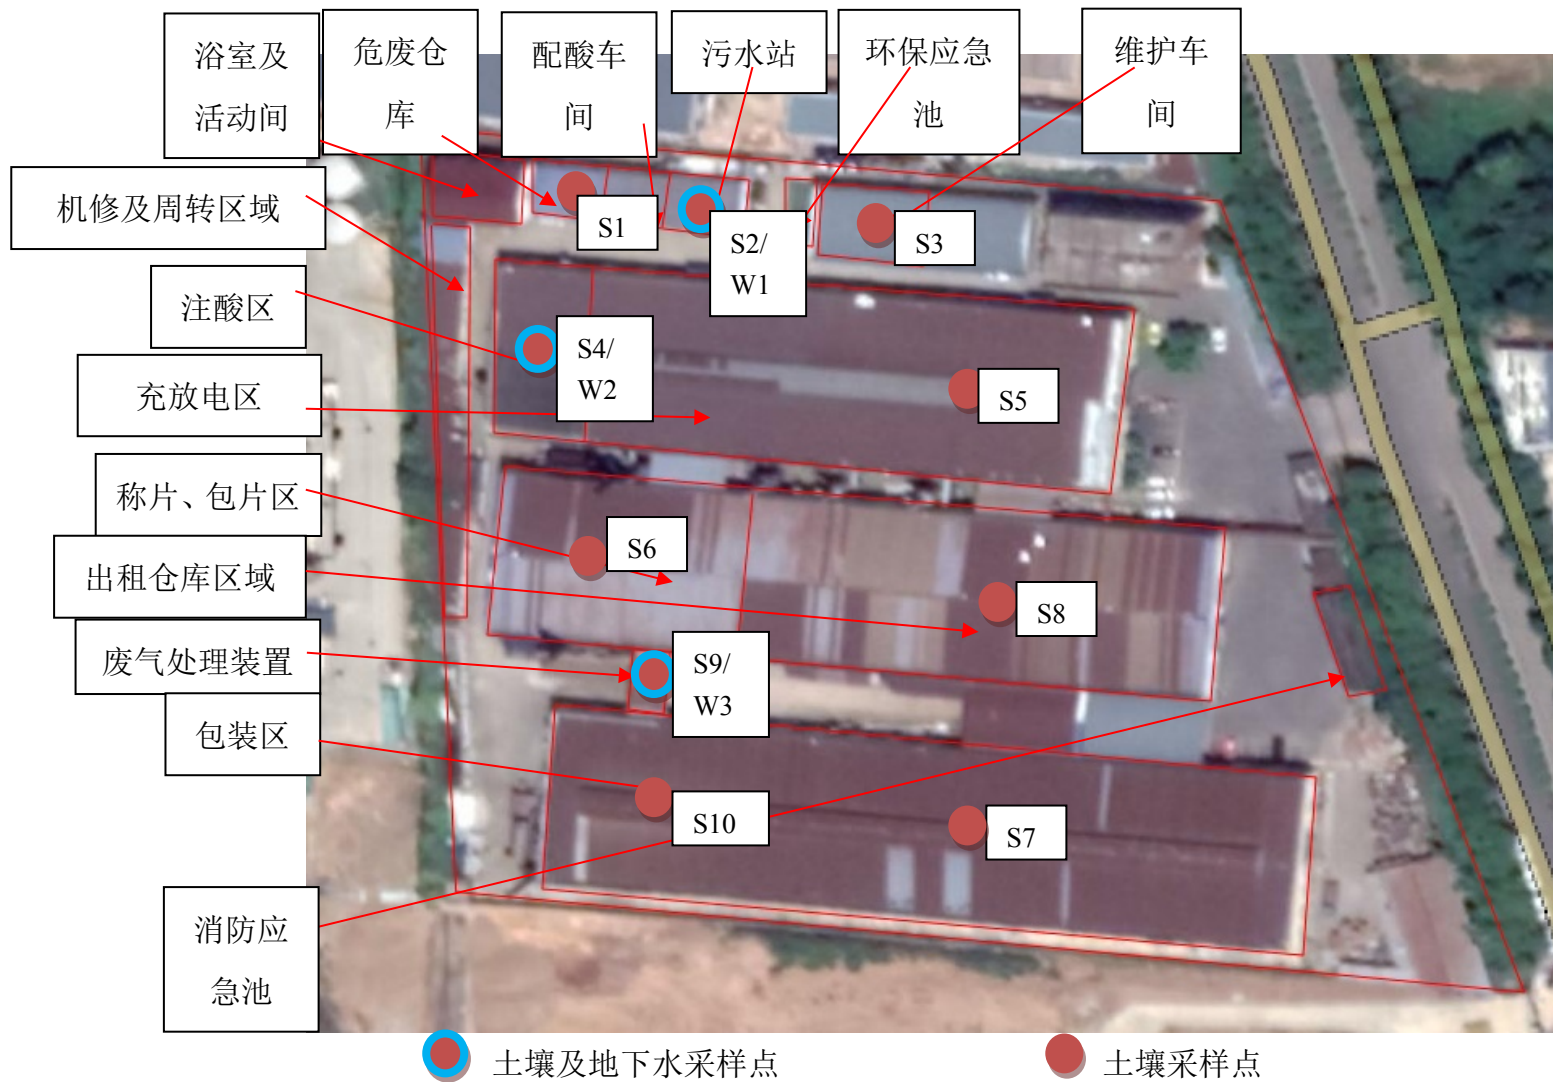 浴室及
活动间
危废仓
库
配酸车
间
污水站
环保应急
池
维护车
间
机修及周转区域
S1
S2/
W1
S3
注酸区
S4/
W2
充放电区
S5
称片、包片区
S6
出租仓库区域
S8
废气处理装置
S9/
W3
包装区
S10
S7
消防应
急池
土壤及地下水采样点
土壤采样点